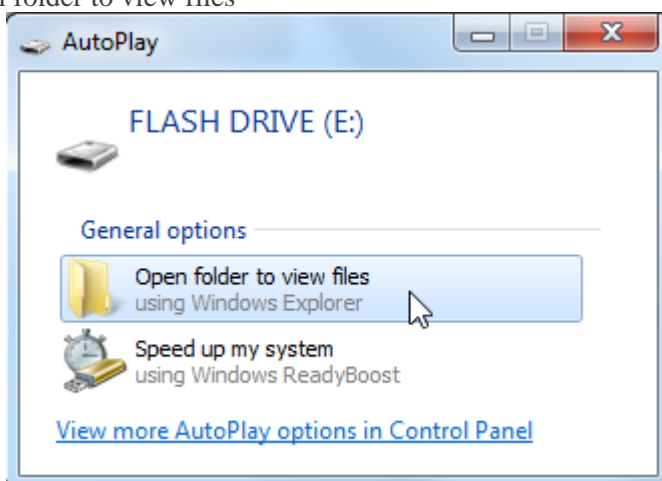 folder to view files
AutoPlay
FLASH DRIVE (E:)
General options
Open folder to view files
using Windows Explorer
Speed up my system
using Windows ReadyBoost
View more AutoPlay options in Control Panel